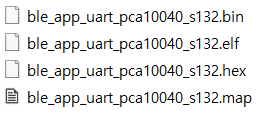 ble_app_uart_pca10040_s132.bin
ble_app_uart_pca10040_s132.elf
ble_app_uart_pca10040_s132.hex
ble_app_uart_pca10040_s132.map